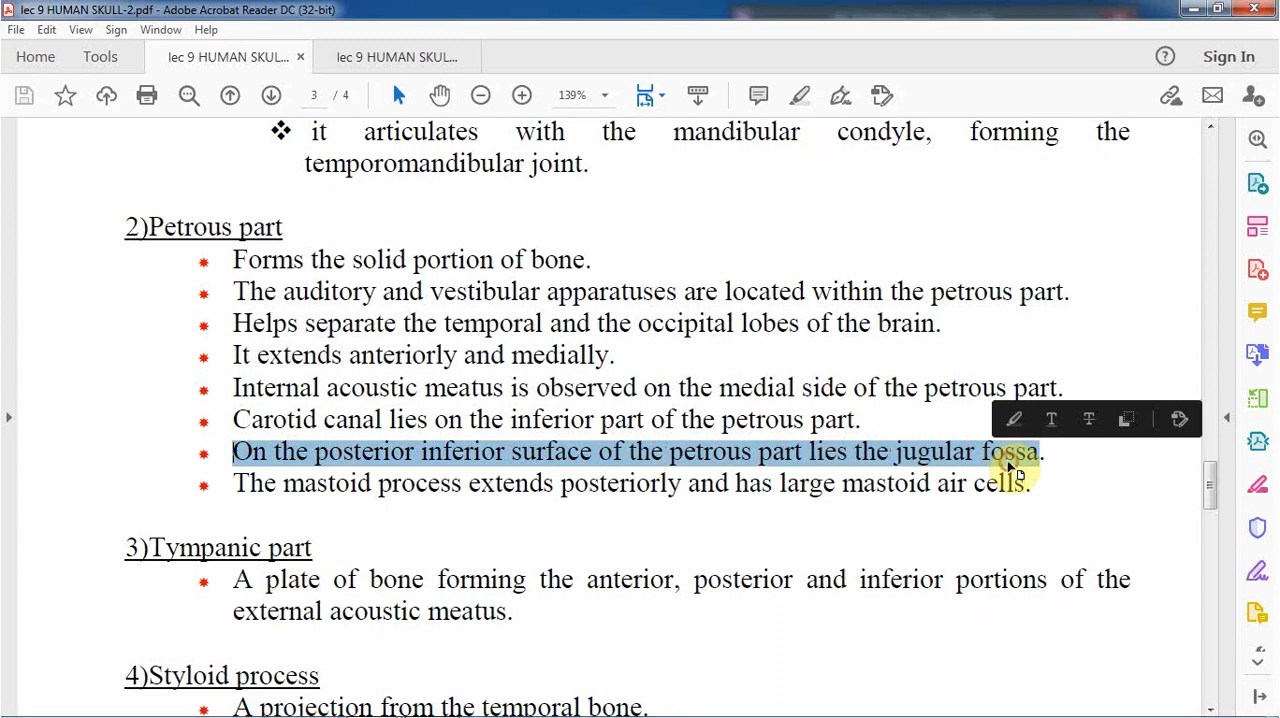 lec 9 HUMAN SKULL-2.pdf - Adobe Acrobat Reader DC (32-bit)
File Edit View Sign Window Help
Home Tools lec 9 HUMAN SKUL... × lec 9 HUMAN SKUL... Sign In
3 / 4 139%
it articulates with the mandibular condyle, forming the
temporomandibular joint.
2)Petrous part
Forms the solid portion of bone.
The auditory and vestibular apparatuses are located within the petrous part.
Helps separate the temporal and the occipital lobes of the brain.
It extends anteriorly and medially.
Internal acoustic meatus is observed on the medial side of the petrous part.
Carotid canal lies on the inferior part of the petrous part.
On the posterior inferior surface of the petrous part lies the jugular fossa.
The mastoid process extends posteriorly and has large mastoid air cells.
3)Tympanic part
A plate of bone forming the anterior, posterior and inferior portions of the
external acoustic meatus.
4)Styloid process
A projection from the temporal bone.